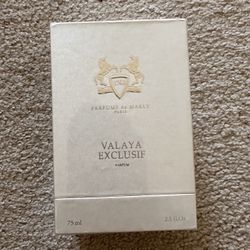 PARFUMS de MARLY
PARIS
VALAYA
EXCLUSIF
PARFUM
75 ml
2.5 fl.Oz